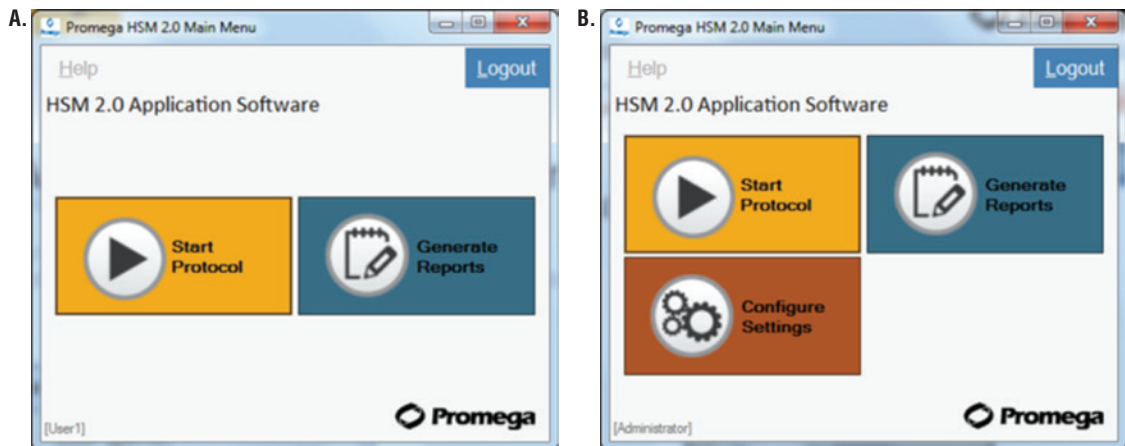 A.
Promega HSM 2.0 Main Menu
Help
Logout
HSM 2.0 Application Software
Start
Protocol
Generate
Reports
[User1]
Promega
B.
Promega HSM 2.0 Main Menu
Help
Logout
HSM 2.0 Application Software
Start
Protocol
Generate
Reports
Configure
Settings
[Administrator]
Promega